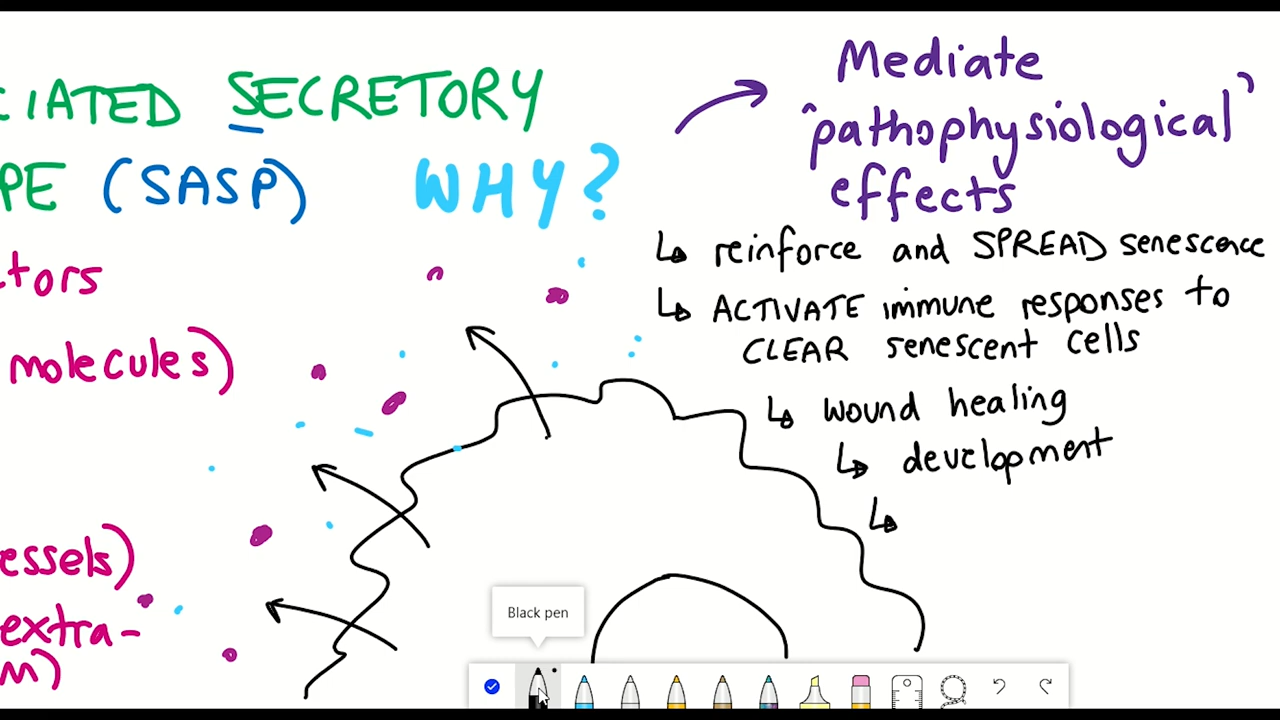 CIATED SECRETORY
PE (SASP)
WHY?
Mediate
"pathophysiological"
effects
ctors
molecules)
essels)
extra-
M)
↳ reinforce and SPREAD senescence
↳ ACTIVATE immune responses to
CLEAR senescent cells
↳ wound healing
↳ development
↳
Black pen